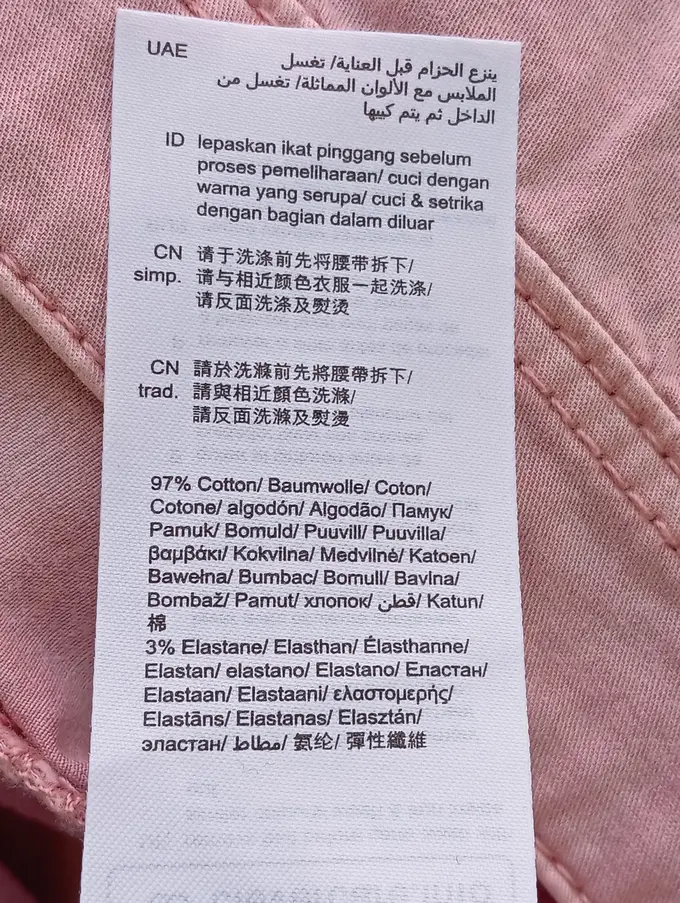 UAE
ينزع الحزام قبل العناية/ تغسل
الملابس مع الألوان المماثلة/ تغسل من
الداخل ثم يتم كييها
ID lepaskan ikat pinggang sebelum
proses pemeliharaan/ cuci dengan
warna yang serupa/ cuci & setrika
dengan bagian dalam diluar
CN simp. 请于洗涤前先将腰带拆下/
请与相近颜色衣服一起洗涤/
请反面洗涤及熨烫
CN trad. 請於洗滌前先將腰帶拆下/
請與相近顏色洗滌/
請反面洗滌及熨燙
97% Cotton/ Baumwolle/ Coton/
Cotone/ algodón/ Algodão/ Памук/
Pamuk/ Bomuld/ Puuvill/ Puuvilla/
βαμβάκι/ Kokvilna/ Medvilnė/ Katoen/
Bawełna/ Bumbac/ Bomull/ Bavlna/
Bombaž/ Pamut/ хлопок/ قطن/ Katun/
棉
3% Elastane/ Elasthan/ Élasthanne/
Elastan/ elastano/ Elastano/ Еластан/
Elastaan/ Elastaani/ ελαστομερής/
Elastāns/ Elastanas/ Elasztán/
эластан/ مطاط/ 氨纶/ 彈性纖維